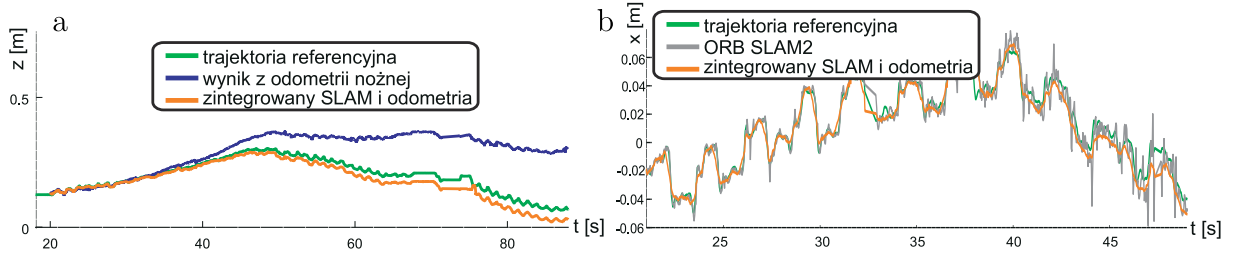 a
z [m]
trajektoria referencyjna
wynik z odometrii nożnej
zintegrowany SLAM i odometria
0.5
0
20
40
60
80
t [s]
b
x [m]
trajektoria referencyjna
ORB SLAM2
zintegrowany SLAM i odometria
0.06
0.04
0.02
0
-0.02
-0.04
-0.06
25
30
35
40
45
t [s]